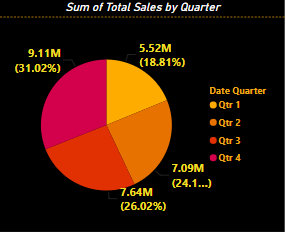 Sum of Total Sales by Quarter
9.11M
(31.02%)
5.52M
(18.81%)
Date Quarter
Qtr 1
Qtr 2
Qtr 3
Qtr 4
7.09M
(24.1...)
7.64M
(26.02%)